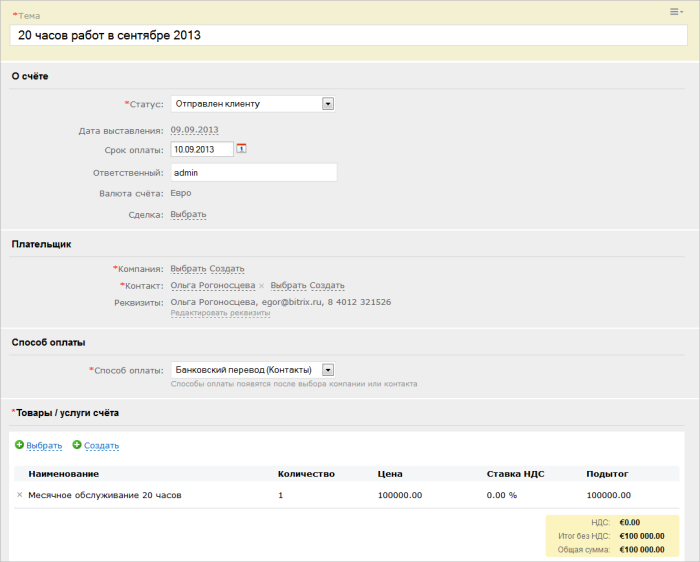 *Тема
20 часов работ в сентябре 2013
О счёте
*Статус: Отправлен клиенту
Дата выставления: 09.09.2013
Срок оплаты: 10.09.2013 1
Ответственный: admin
Валюта счёта: Евро
Сделка: Выбрать
Плательщик
*Компания: Выбрать Создать
*Контакт: Ольга Рогоносцева × Выбрать Создать
Реквизиты: Ольга Рогоносцева, egor@bitrix.ru, 8 4012 321526
Редактировать реквизиты
Способ оплаты
*Способ оплаты: Банковский перевод (Контакты)
Способы оплаты появятся после выбора компании или контакта
*Товары / услуги счёта
Выбрать Создать
Наименование Количество Цена Ставка НДС Подытог
× Месячное обслуживание 20 часов 1 100000.00 0.00 % 100000.00
НДС: €0.00
Итог без НДС: €100 000.00
Общая сумма: €100 000.00